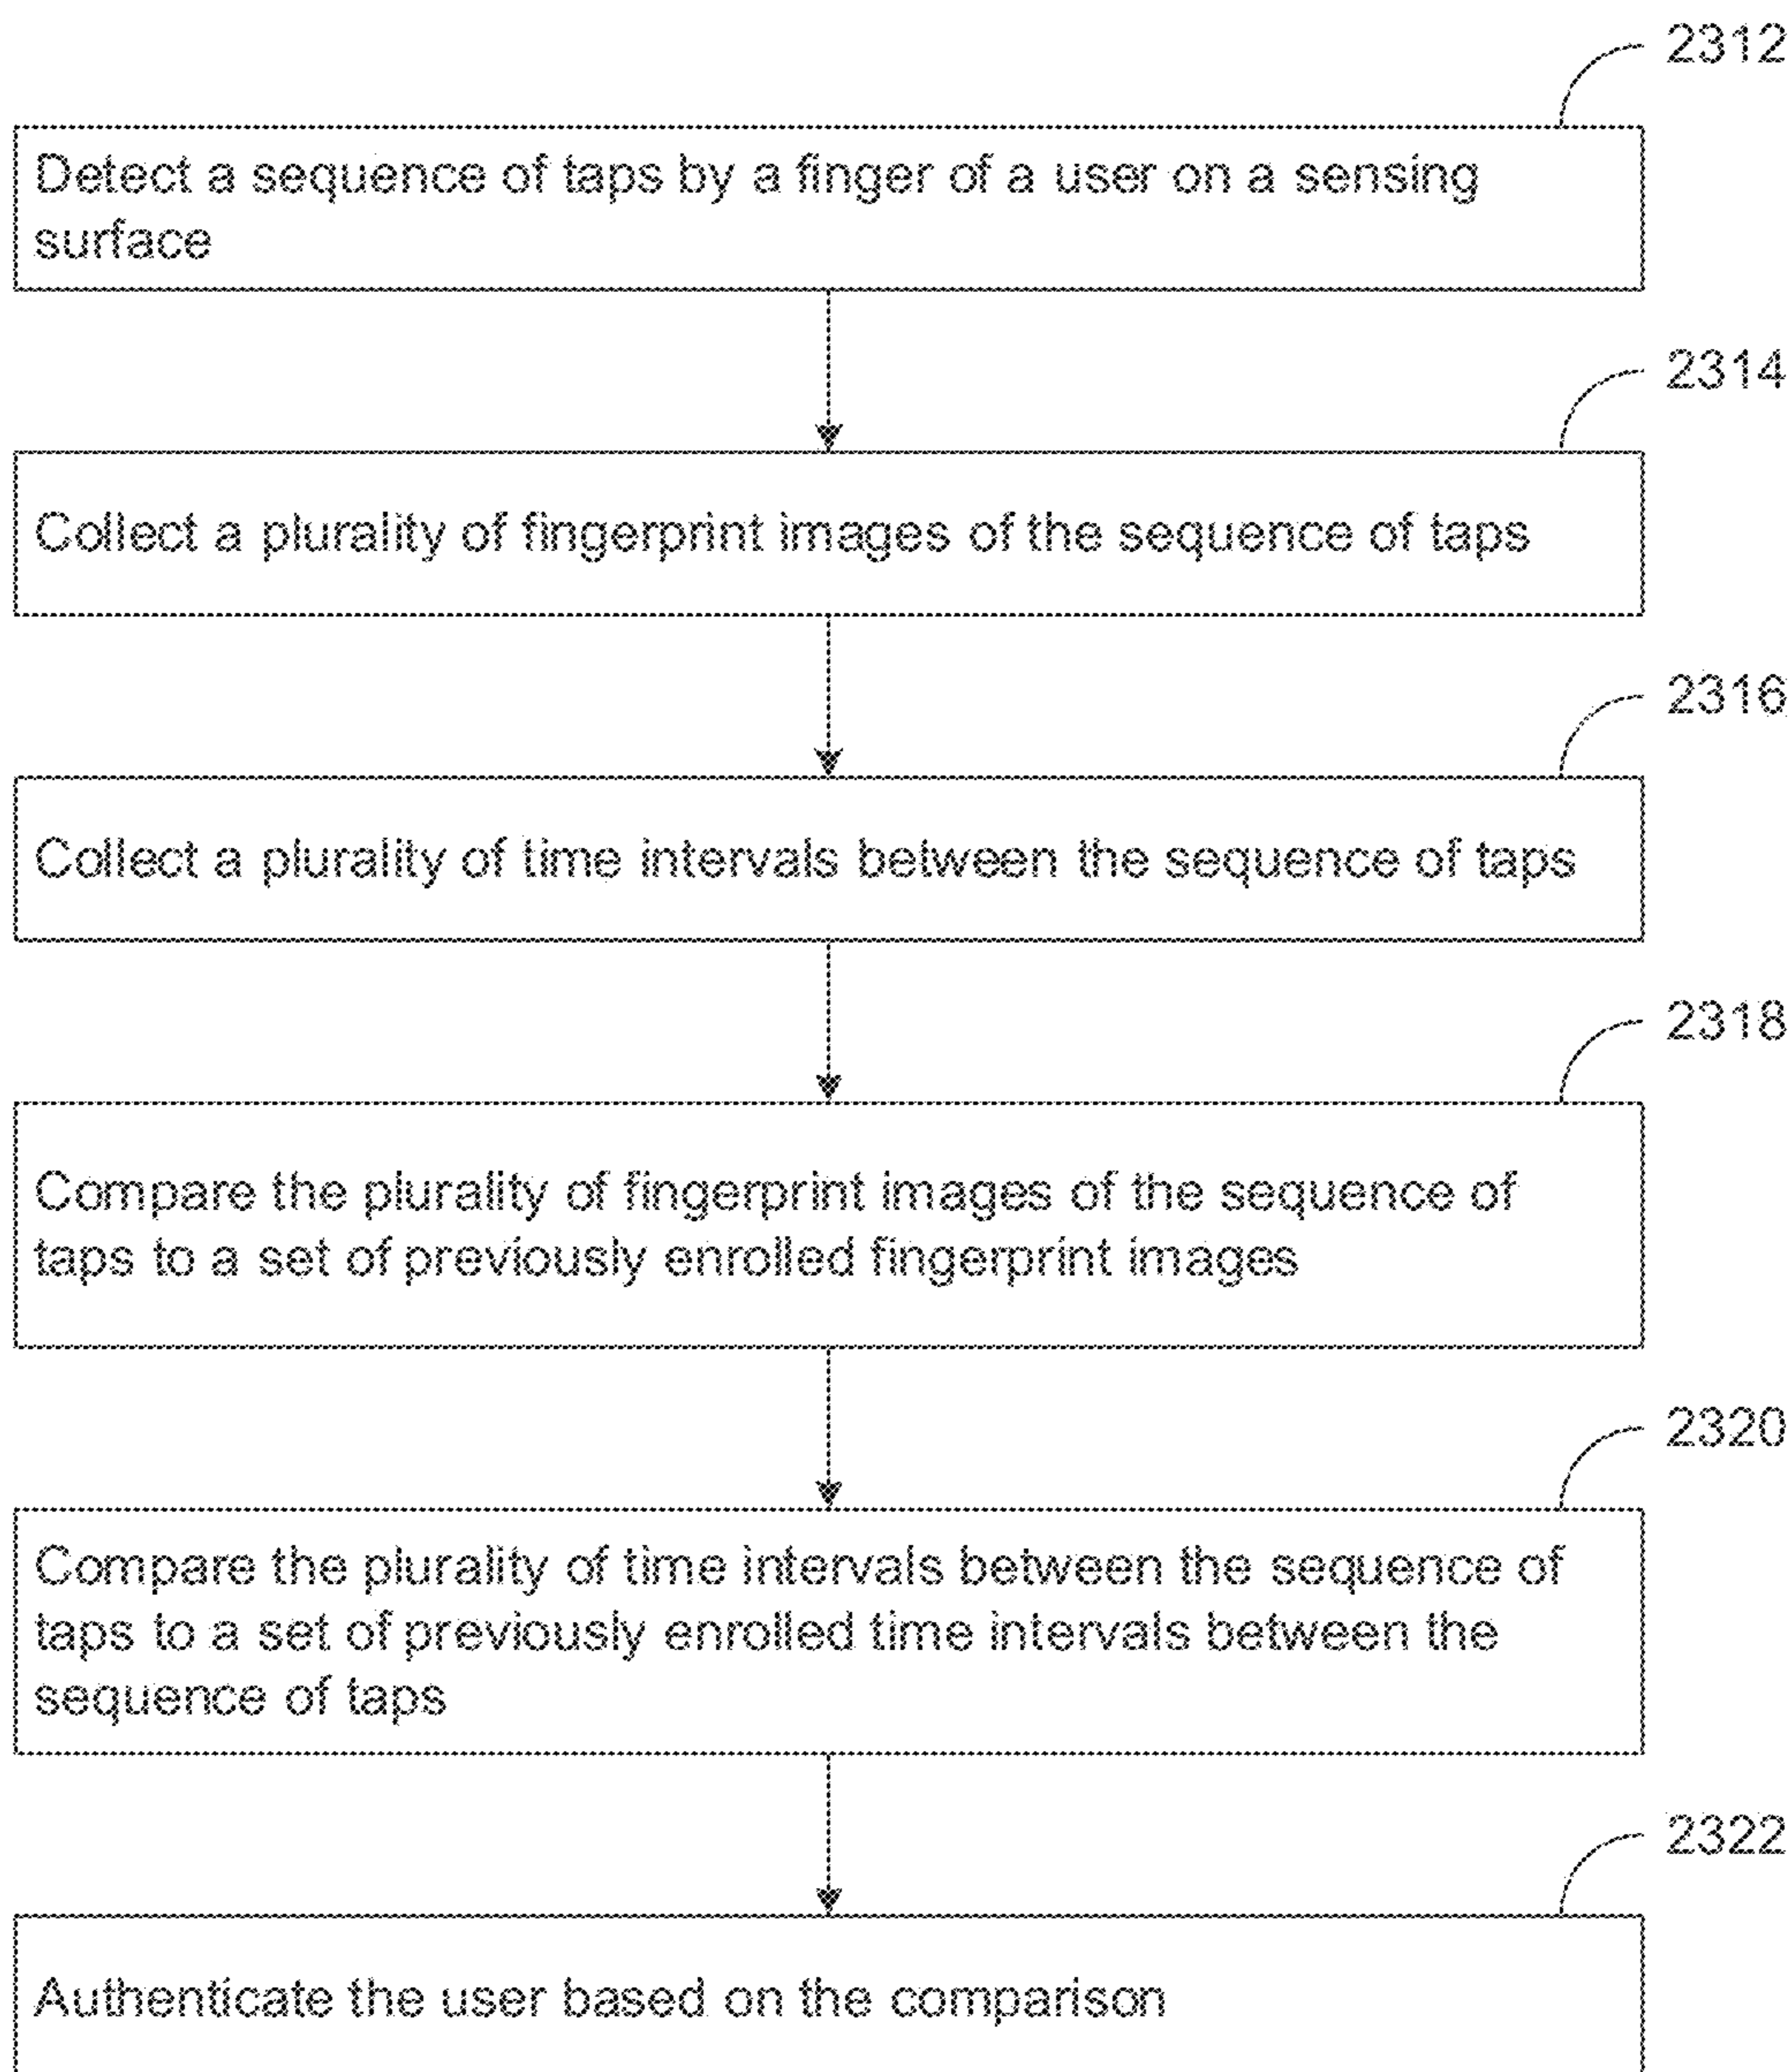 2312
Detect a sequence of taps by a finger of a user on a sensing
surface
2314
Collect a plurality of fingerprint images of the sequence of taps
2316
Collect a plurality of time intervals between the sequence of taps
2318
Compare the plurality of fingerprint images of the sequence of
taps to a set of previously enrolled fingerprint images
2320
Compare the plurality of time intervals between the sequence of
taps to a set of previously enrolled time intervals between the
sequence of taps
2322
Authenticate the user based on the comparison